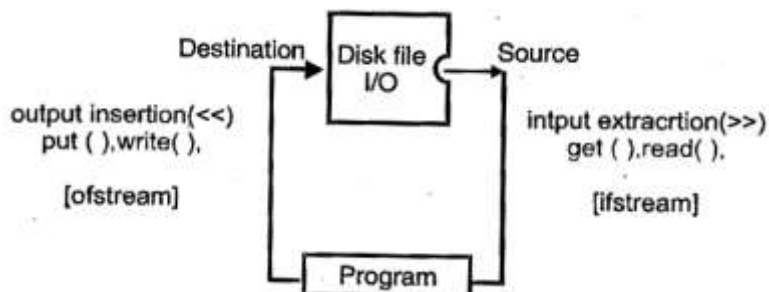 Destination
Disk file
I/O
Source
output insertion(<<)
put ( ),write( ),
[ofstream]
intput extracrtion(>>)
get ( ),read( ),
[ifstream]
Program